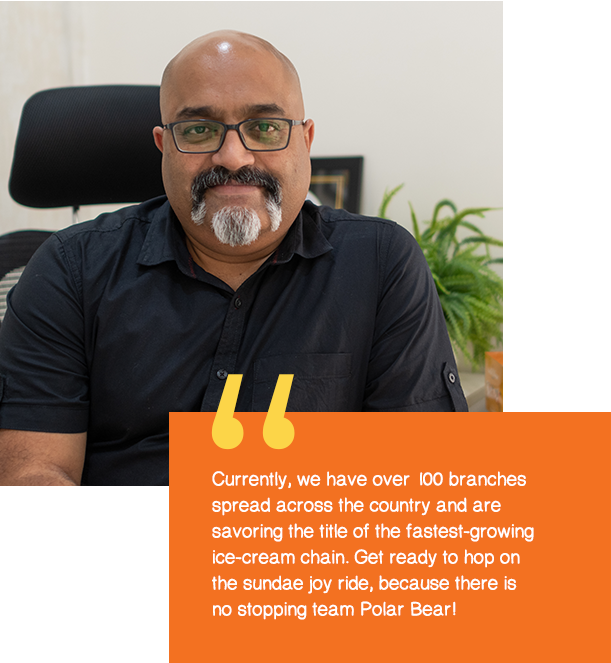 Currently, we have over 100 branches
spread across the country and are
savoring the title of the fastest-growing
ice-cream chain. Get ready to hop on
the sundae joy ride, because there is
no stopping team Polar Bear!